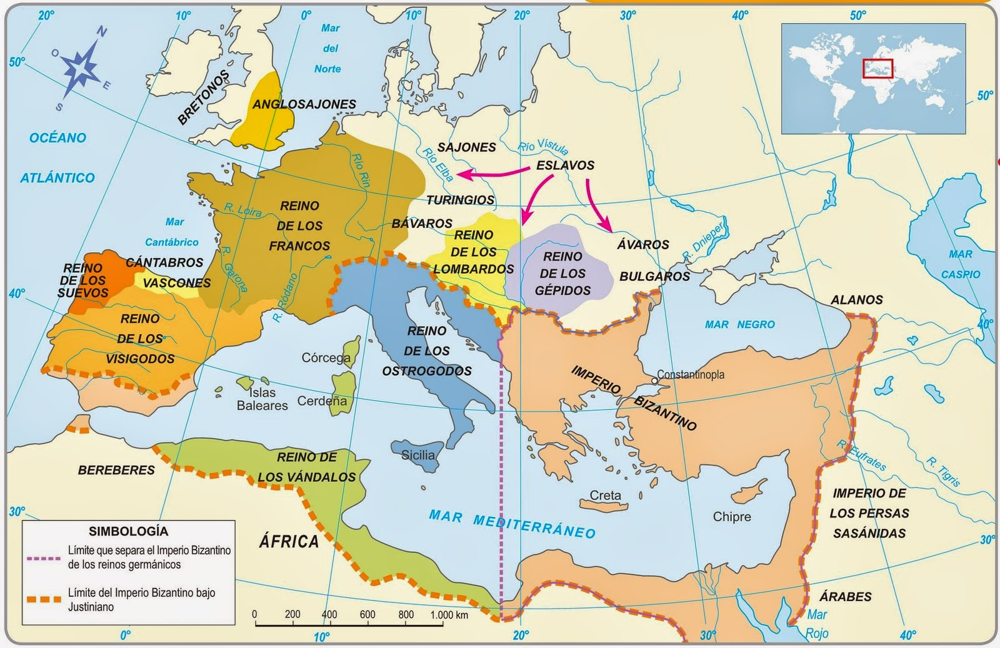 20°
10°
0°
10°
20°
30°
40°
50°
N
O
E
S
50°
50°
Mar
del
Norte
OCÉANO
ATLÁNTICO
BRETONOS
ANGLOSAJONES
SAJONES
Río Vístula
Río Elba
Río Rin
ESLAVOS
TURINGIOS
BÁVAROS
R. Loira
REINO
DE LOS
FRANCOS
Mar
Cantábrico
R. Garona
R. Ródano
REINO
DE LOS
LOMBARDOS
REINO
DE LOS
GÉPIDOS
ÁVAROS
BULGAROS
R. Dnieper
MAR
CASPIO
REINO
DE LOS
SUEVOS
CÁNTABROS
VASCONES
40°
40°
ALANOS
MAR NEGRO
REINO
DE LOS
VISIGODOS
REINO
DE LOS
OSTROGODOS
Córcega
Cerdeña
Islas
Baleares
IMPERIO
BIZANTINO
Constantinopla
Sicilia
R. Eufrates
R. Tigris
BEREBERES
REINO DE
LOS VÁNDALOS
Creta
Chipre
IMPERIO DE
LOS PERSAS
SASÁNIDAS
MAR MEDITERRÁNEO
ÁFRICA
30°
30°
ÁRABES
Mar
Rojo
SIMBOLOGÍA
Límite que separa el Imperio Bizantino
de los reinos germánicos
Límite del Imperio Bizantino bajo
Justiniano
0 200 400 600 800 1.000 km
0°
10°
20°
30°
40°